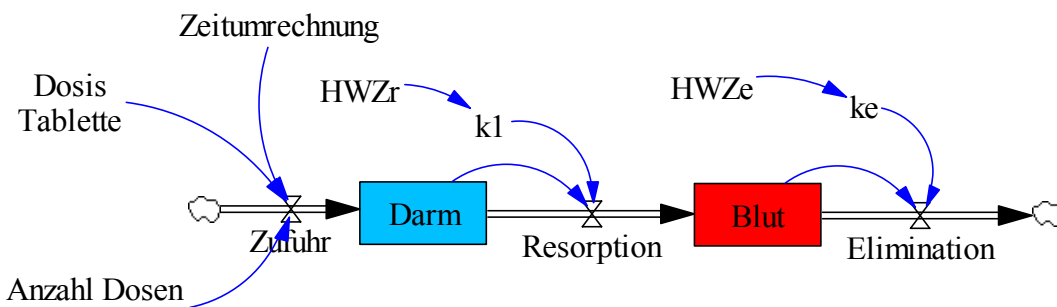 Zeitumrechnung
Dosis
Tablette
HWZr
k1
HWZe
ke
Darm
Blut
Zufuhr
Resorption
Elimination
Anzahl Dosen